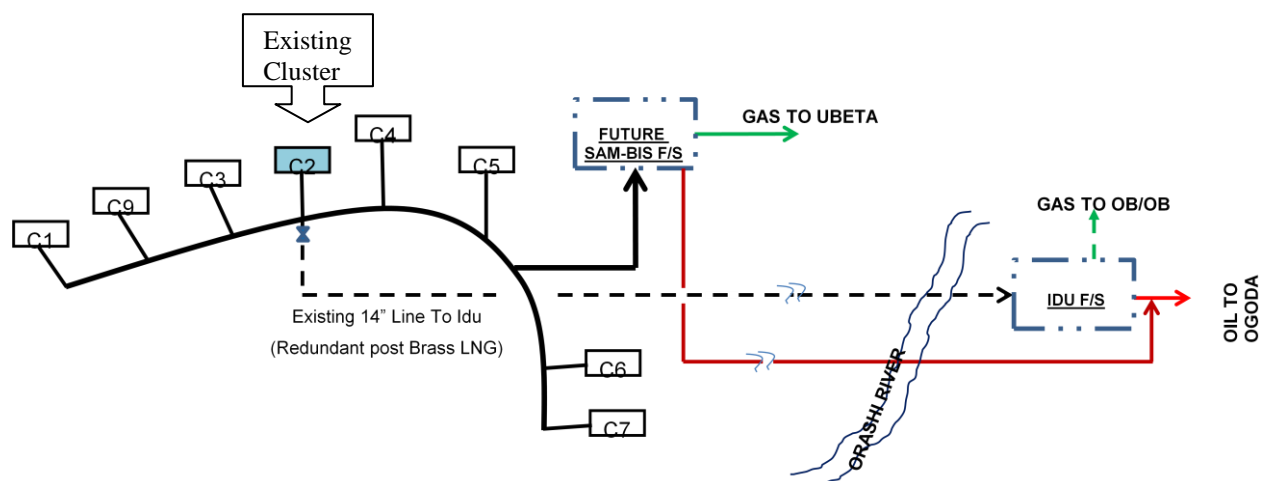 Existing
Cluster
C4
C2
C5
C3
C9
C1
FUTURE
SAM-BIS F/S
GAS TO UBETA
GAS TO OB/OB
IDU F/S
OIL TO
OGODA
Existing 14” Line To Idu
(Redundant post Brass LNG)
ORASHI RIVER
C6
C7